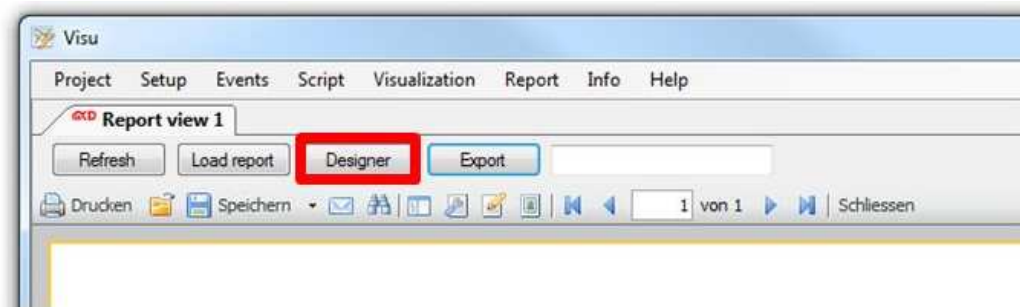 Visu
Project Setup Events Script Visualization Report Info Help
GXD Report view 1
Refresh Load report Designer Export
Drucken Speichern 1 von 1 Schliessen